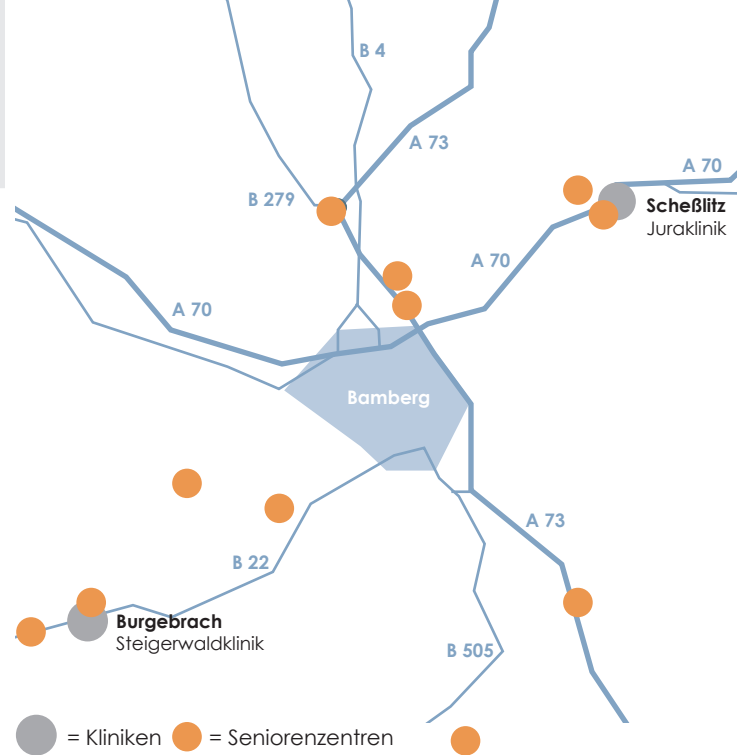 B 4
A 73
A 70
B 279
Scheßlitz
Juraklinik
A 70
A 70
Bamberg
A 73
B 22
Burgebrach
Steigerwaldklinik
B 505
= Kliniken = Seniorenzentren